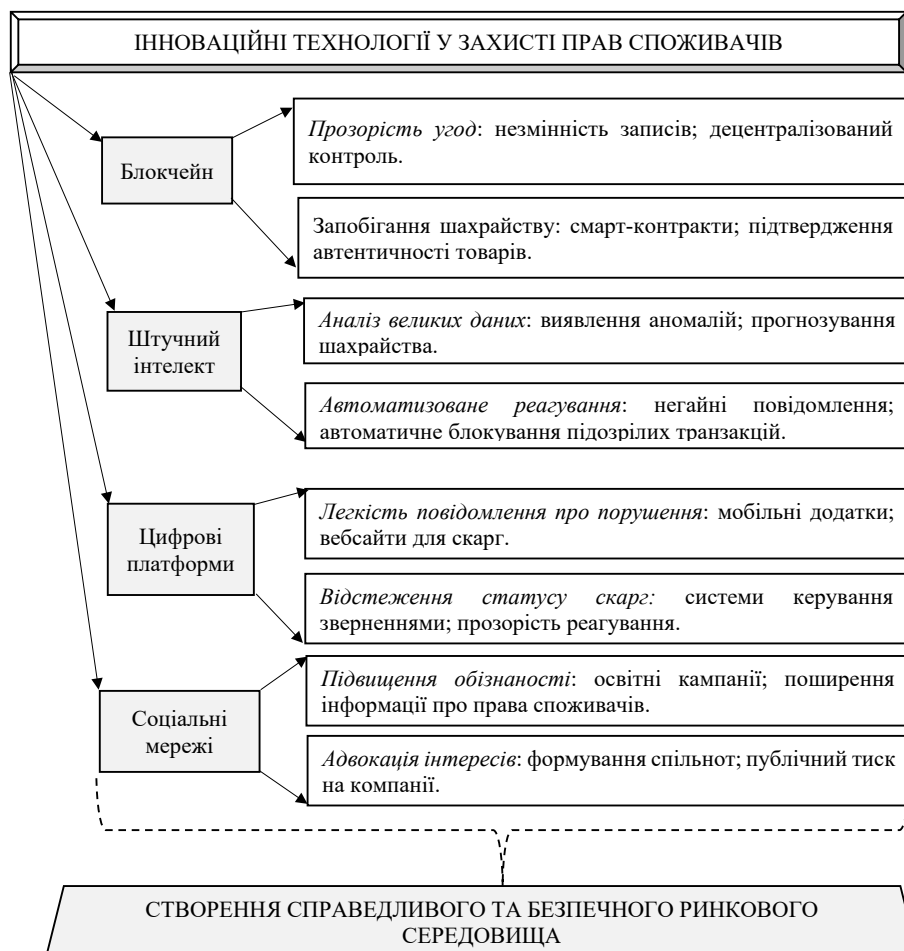 ІННОВАЦІЙНІ ТЕХНОЛОГІЇ У ЗАХИСТІ ПРАВ СПОЖИВАЧІВ
Блокчейн
Прозорість угод: незмінність записів; децентралізований
контроль.
Запобігання шахрайству: смарт-контракти; підтвердження
автентичності товарів.
Штучний
інтелект
Аналіз великих даних: виявлення аномалій; прогнозування
шахрайства.
Автоматизоване реагування: негайні повідомлення;
автоматичне блокування підозрілих транзакцій.
Цифрові
платформи
Легкість повідомлення про порушення: мобільні додатки;
вебсайти для скарг.
Відстеження статусу скарг: системи керування
зверненнями; прозорість реагування.
Соціальні
мережі
Підвищення обізнаності: освітні кампанії; поширення
інформації про права споживачів.
Адвокація інтересів: формування спільнот; публічний тиск
на компанії.
СТВОРЕННЯ СПРАВЕДЛИВОГО ТА БЕЗПЕЧНОГО РИНКОВОГО
СЕРЕДОВИЩА